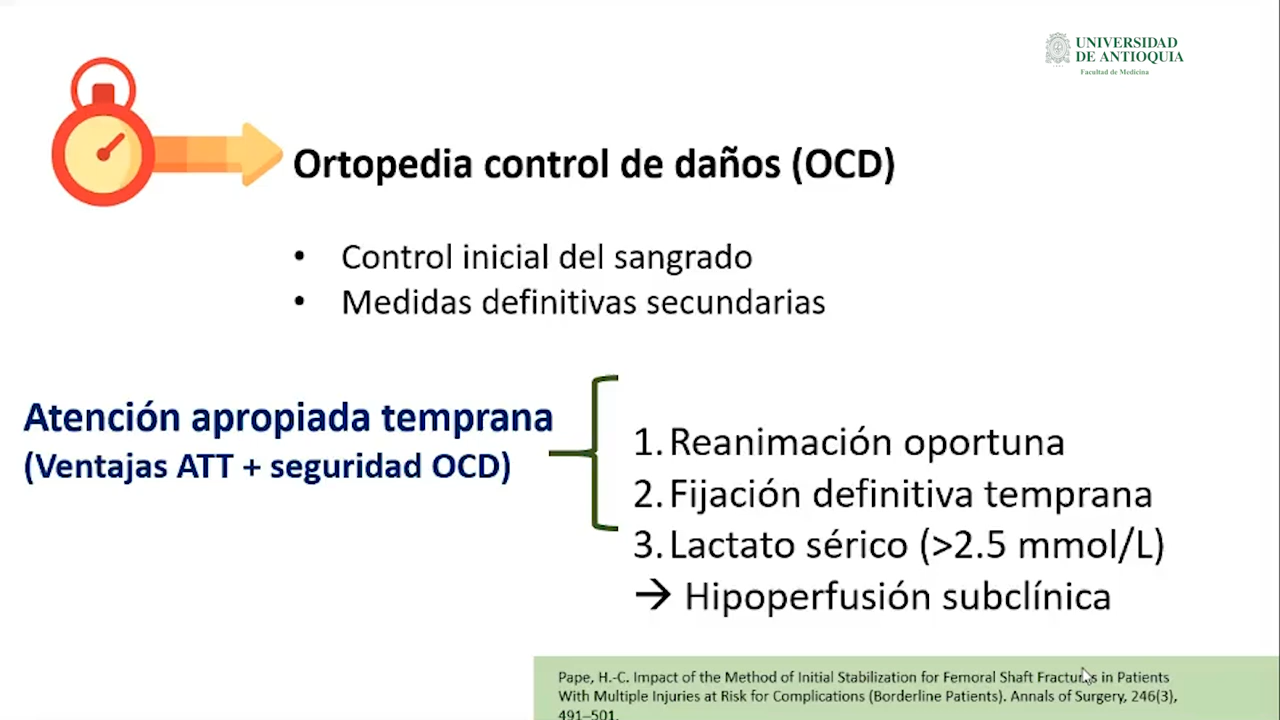 UNIVERSIDAD
DE ANTIOQUIA
Facultad de Medicina
Ortopedia control de daños (OCD)
• Control inicial del sangrado
• Medidas definitivas secundarias
Atención apropiada temprana
(Ventajas ATT + seguridad OCD)
1. Reanimación oportuna
2. Fijación definitiva temprana
3. Lactato sérico (>2.5 mmol/L)
→ Hipoperfusión subclínica
Pape, H.-C. Impact of the Method of Initial Stabilization for Femoral Shaft Fractures in Patients
With Multiple Injuries at Risk for Complications (Borderline Patients). Annals of Surgery, 246(3),
491–501.